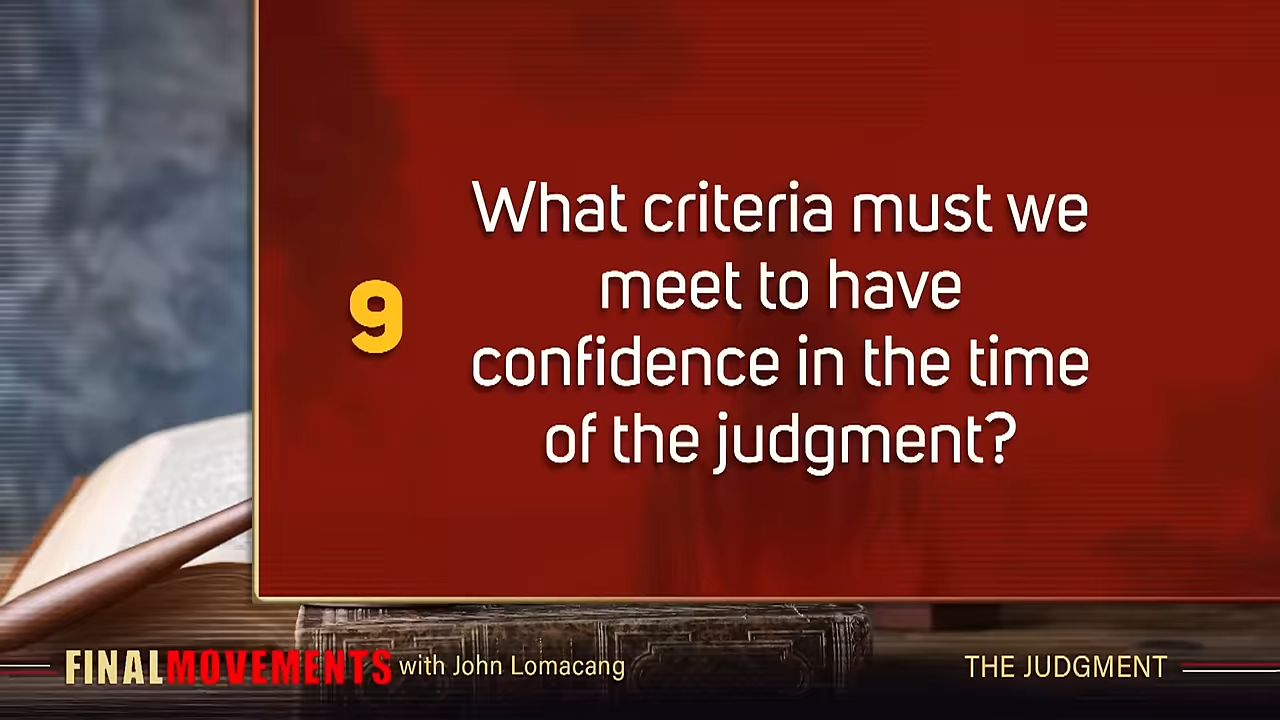 9
What criteria must we
meet to have
confidence in the time
of the judgment?
FINALMOVEMENTS with John Lomacang
THE JUDGMENT